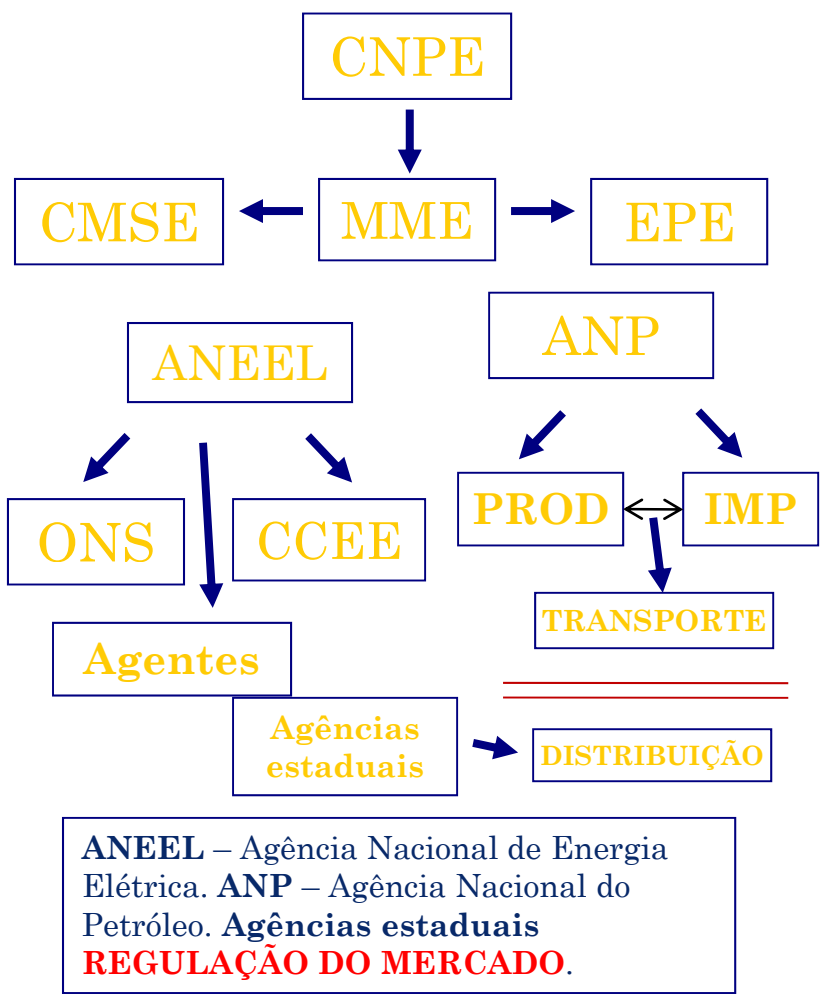 CNPE
CMSE
MME
EPE
ANEEL
ANP
ONS
CCEE
PROD
IMP
TRANSPORTE
Agentes
Agências
estaduais
DISTRIBUIÇÃO
ANEEL – Agência Nacional de Energia
Elétrica. ANP – Agência Nacional do
Petróleo. Agências estaduais
REGULAÇÃO DO MERCADO.